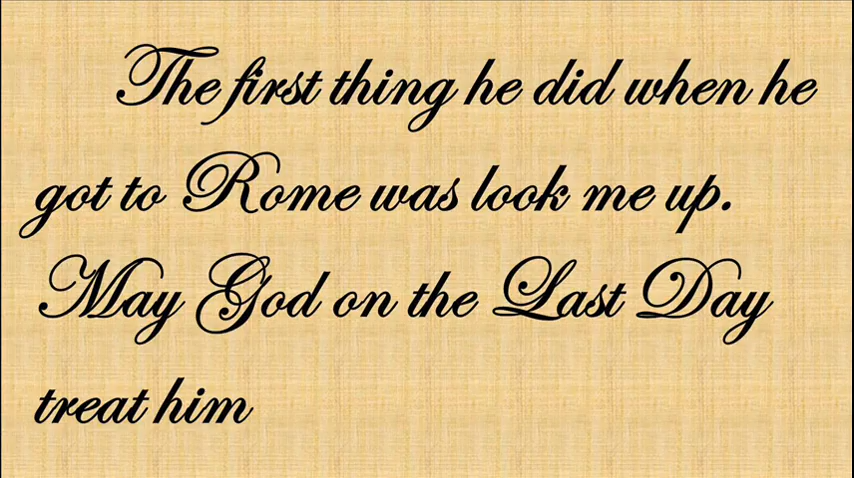 The first thing he did when he
got to Rome was look me up.
May God on the Last Day
treat him